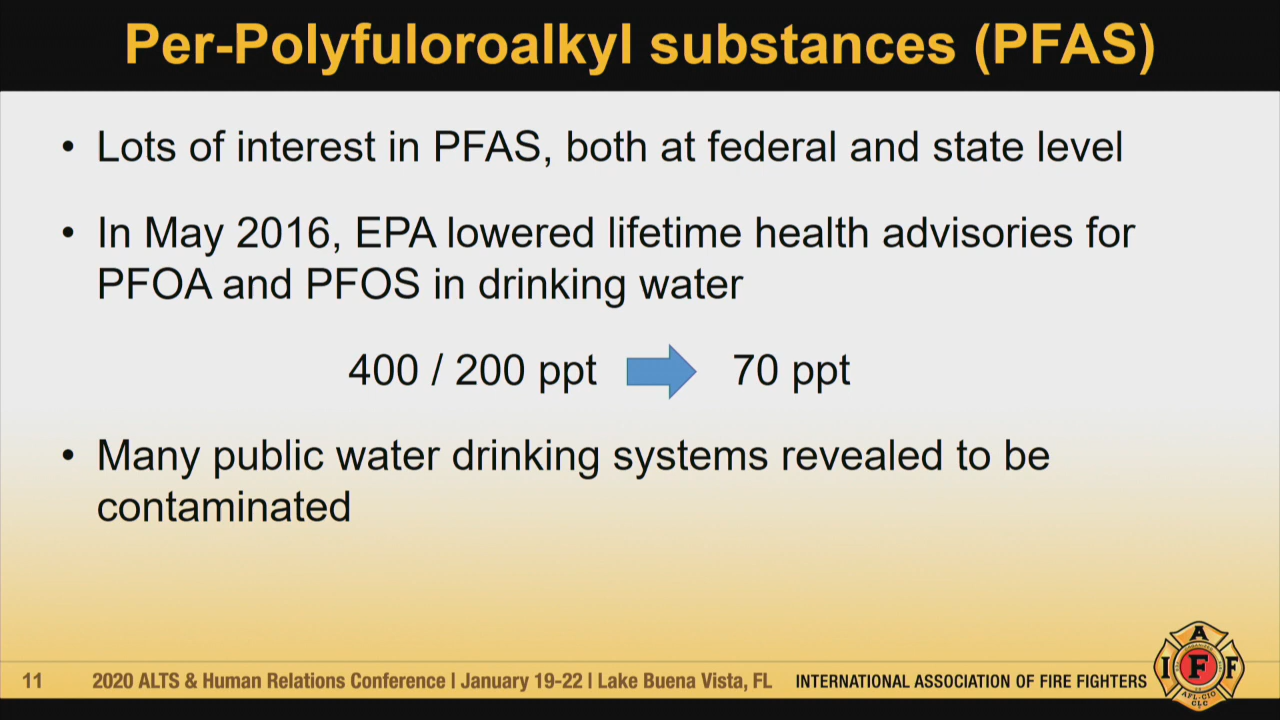 Per-Polyfuloroalkyl substances (PFAS)
• Lots of interest in PFAS, both at federal and state level
• In May 2016, EPA lowered lifetime health advisories for
PFOA and PFOS in drinking water
400 / 200 ppt 70 ppt
• Many public water drinking systems revealed to be
contaminated
11 2020 ALTS & Human Relations Conference | January 19-22 | Lake Buena Vista, FL INTERNATIONAL ASSOCIATION OF FIRE FIGHTERS
A
I F F
AFL-CIO
CLC